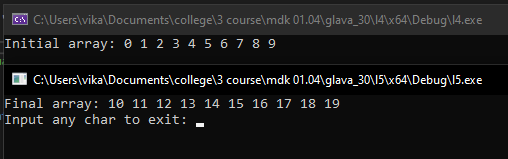 C:\Users\vika\Documents\college\3 course\mdk 01.04\glava_30\l4\x64\Debug\l4.exe
Initial array: 0 1 2 3 4 5 6 7 8 9
C:\Users\vika\Documents\college\3 course\mdk 01.04\glava_30\l5\x64\Debug\l5.exe
Final array: 10 11 12 13 14 15 16 17 18 19
Input any char to exit: